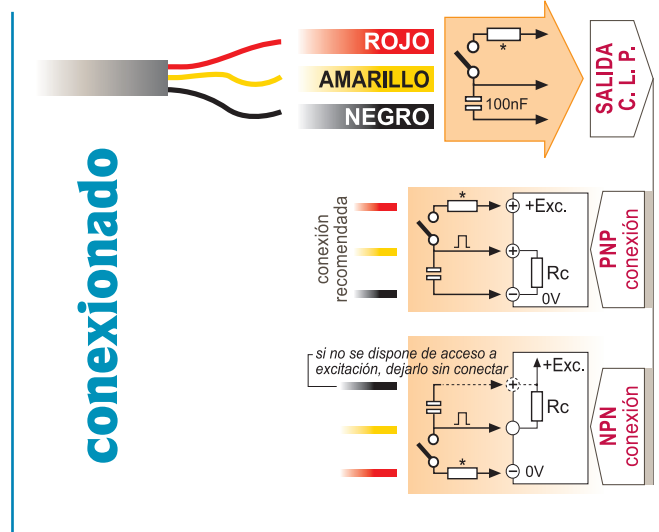 conexionado
ROJO
AMARILLO
NEGRO
*
100nF
SALIDA
C. L. P.
conexión
recomendada
*
+Exc.
Rc
0V
PNP
conexión
si no se dispone de acceso a
excitación, dejarlo sin conectar
+Exc.
Rc
*
0V
NPN
conexión